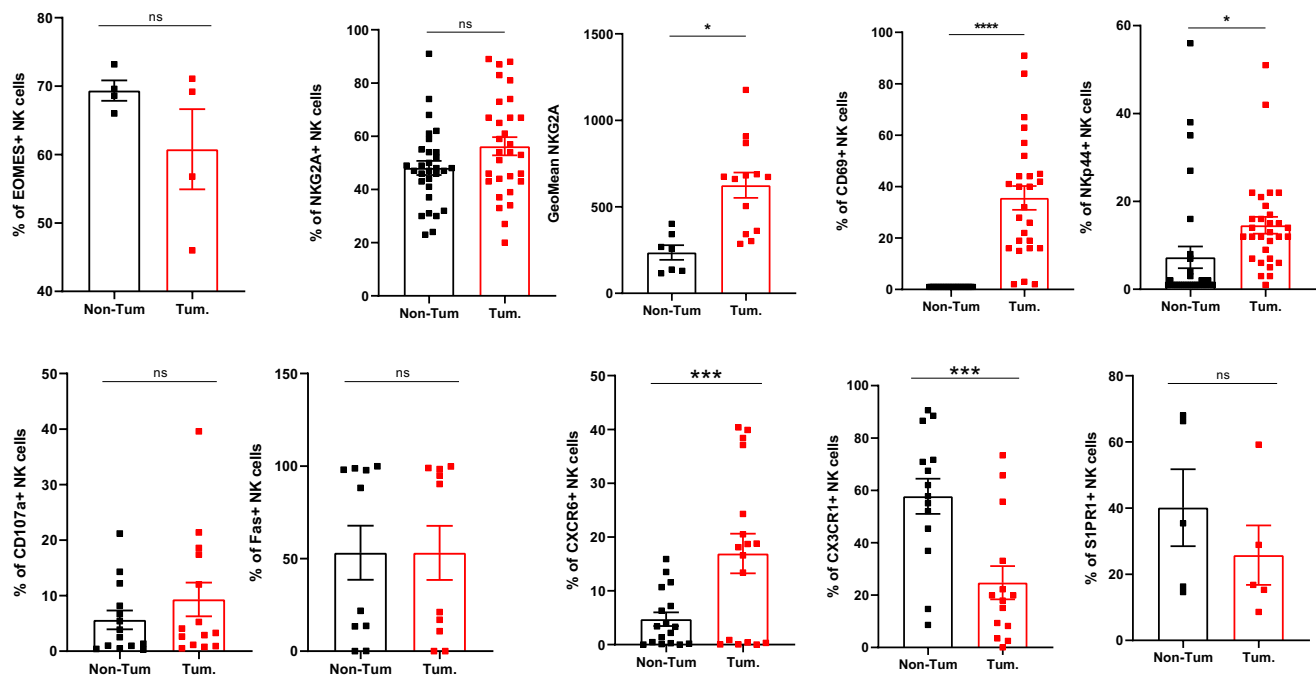 % of EOMES+ NK cells
80
70
60
50
40
ns
Non-Tum Tum.
% of NKG2A+ NK cells
100
80
60
40
20
0
ns
Non-Tum Tum.
GeoMean NKG2A
1500
1000
500
0
*
Non-Tum Tum.
% of CD69+ NK cells
100
80
60
40
20
0
****
Non-Tum Tum.
% of NKp44+ NK cells
60
40
20
0
*
Non-Tum Tum.
% of CD107a+ NK cells
50
40
30
20
10
0
ns
Non-Tum Tum.
% of Fas+ NK cells
150
100
50
0
ns
Non-Tum Tum.
% of CXCR6+ NK cells
50
40
30
20
10
0
***
Non-Tum Tum.
% of CX3CR1+ NK cells
100
80
60
40
20
0
***
Non-Tum Tum.
% of S1PR1+ NK cells
80
60
40
20
0
ns
Non-Tum Tum.